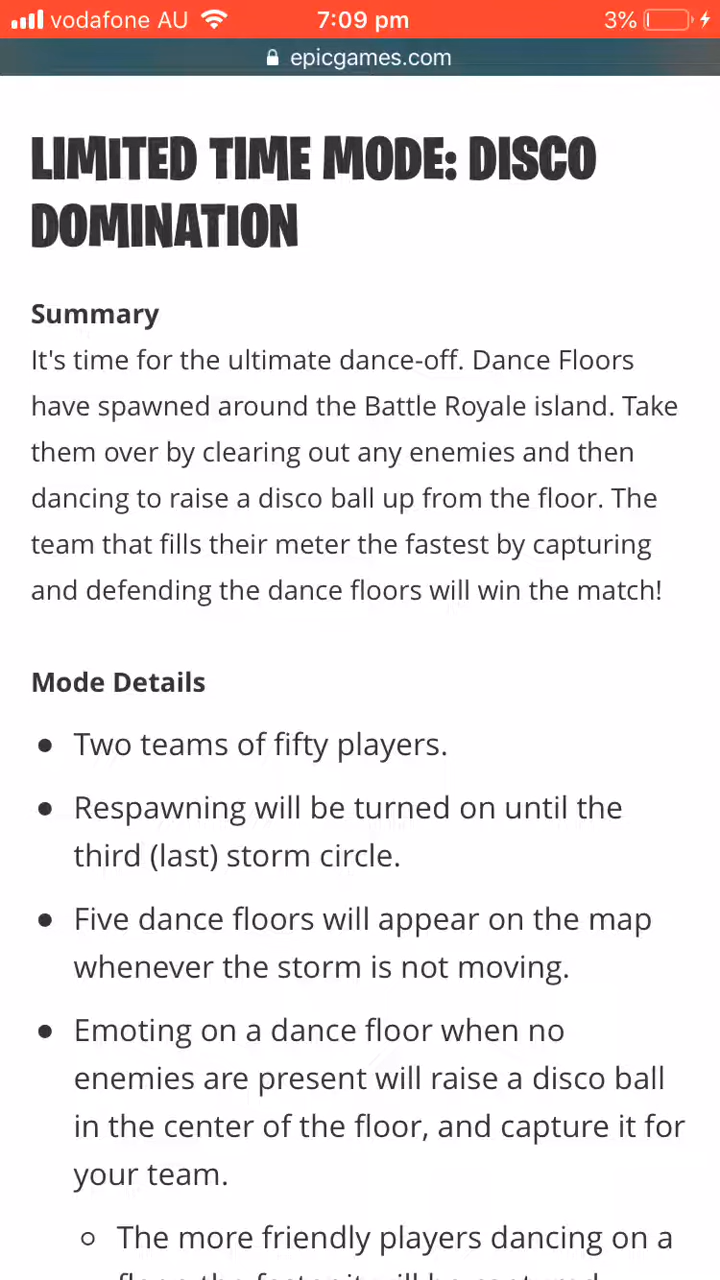 vodafone AU 7:09 pm 3%
epicgames.com
LIMITED TIME MODE: DISCO
DOMINATION
Summary
It's time for the ultimate dance-off. Dance Floors
have spawned around the Battle Royale island. Take
them over by clearing out any enemies and then
dancing to raise a disco ball up from the floor. The
team that fills their meter the fastest by capturing
and defending the dance floors will win the match!
Mode Details
● Two teams of fifty players.
● Respawning will be turned on until the
third (last) storm circle.
● Five dance floors will appear on the map
whenever the storm is not moving.
● Emoting on a dance floor when no
enemies are present will raise a disco ball
in the center of the floor, and capture it for
your team.
○ The more friendly players dancing on a